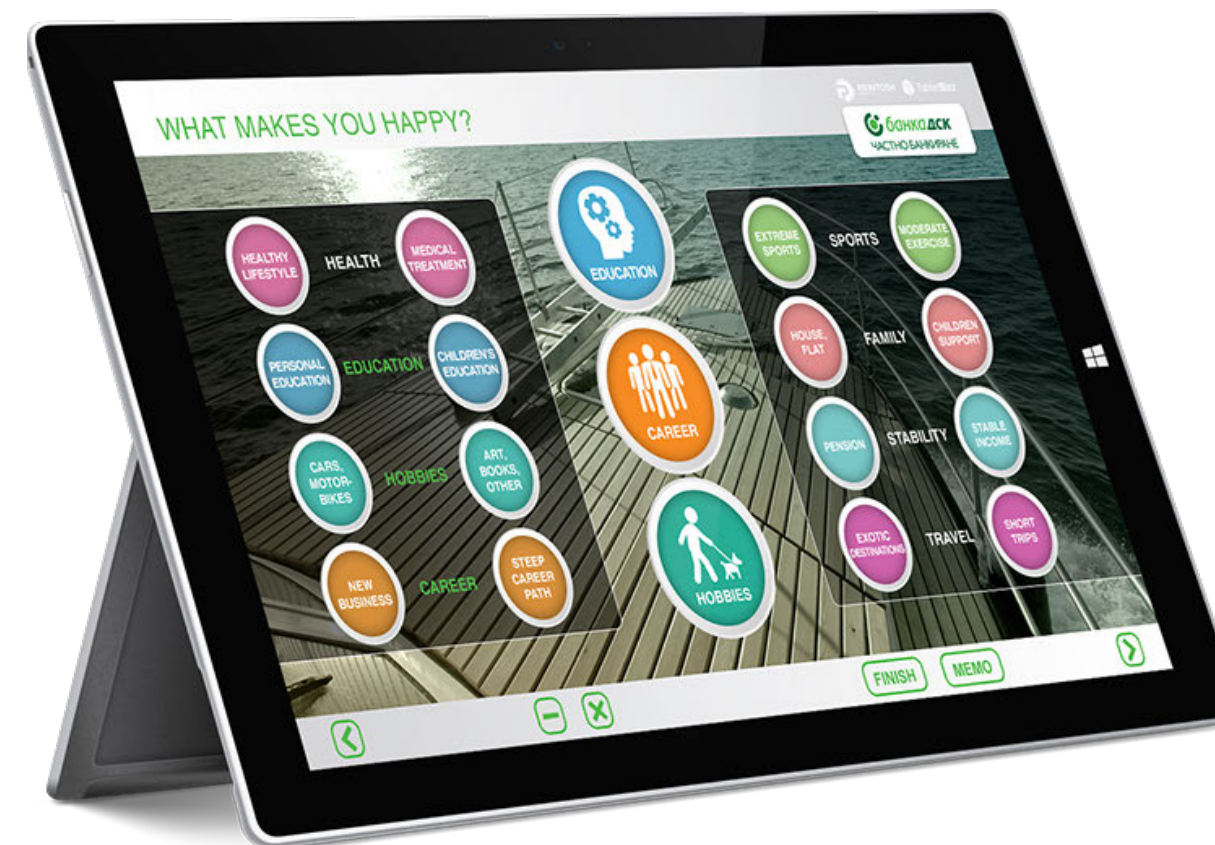 WHAT MAKES YOU HAPPY?
банка дск
ЧАСТНО БАНКИРАНЕ
HEALTHY
LIFESTYLE
HEALTH
MEDICAL
TREATMENT
PERSONAL
EDUCATION
EDUCATION
CHILDREN'S
EDUCATION
CARS,
MOTOR-
BIKES
HOBBIES
ART,
BOOKS,
OTHER
NEW
BUSINESS
CAREER
STEEP
CAREER
PATH
EDUCATION
CAREER
HOBBIES
EXTREME
SPORTS
SPORTS
MODERATE
EXERCISE
HOUSE,
FLAT
FAMILY
CHILDREN
SUPPORT
PENSION
STABILITY
STABLE
INCOME
EXOTIC
DESTINATIONS
TRAVEL
SHORT
TRIPS
FINISH
MEMO